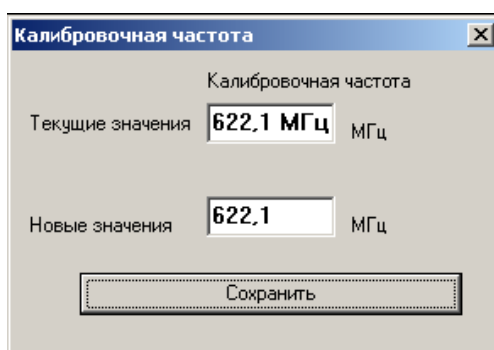 Калибровочная частота
Калибровочная частота
Текущие значения 622,1 МГц МГц
Новые значения 622,1 МГц
Сохранить